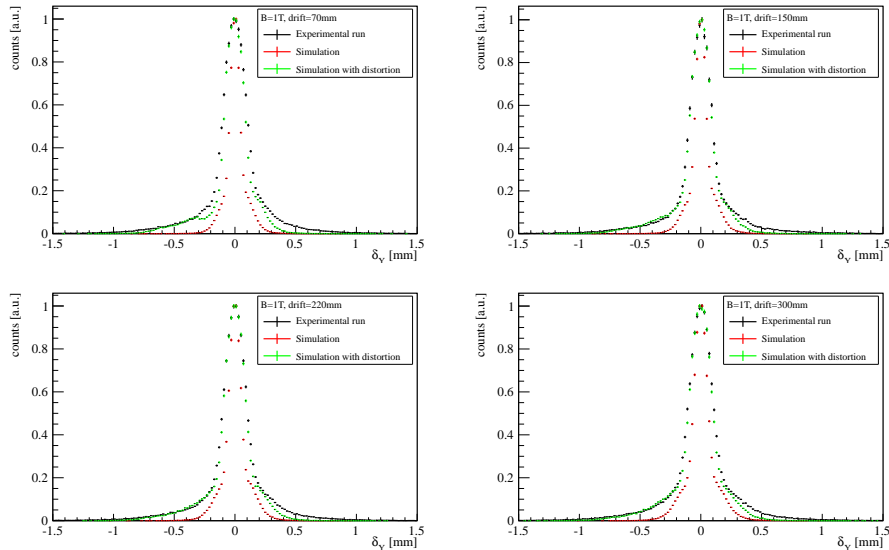 counts [a.u.]
1
0.8
0.6
0.4
0.2
0
B=1T, drift=70mm
Experimental run
Simulation
Simulation with distortion
-1.5 -1 -0.5 0 0.5 1 1.5
δY [mm]
counts [a.u.]
1
0.8
0.6
0.4
0.2
0
B=1T, drift=150mm
Experimental run
Simulation
Simulation with distortion
-1.5 -1 -0.5 0 0.5 1 1.5
δY [mm]
counts [a.u.]
1
0.8
0.6
0.4
0.2
0
B=1T, drift=220mm
Experimental run
Simulation
Simulation with distortion
-1.5 -1 -0.5 0 0.5 1 1.5
δY [mm]
counts [a.u.]
1
0.8
0.6
0.4
0.2
0
B=1T, drift=300mm
Experimental run
Simulation
Simulation with distortion
-1.5 -1 -0.5 0 0.5 1 1.5
δY [mm]